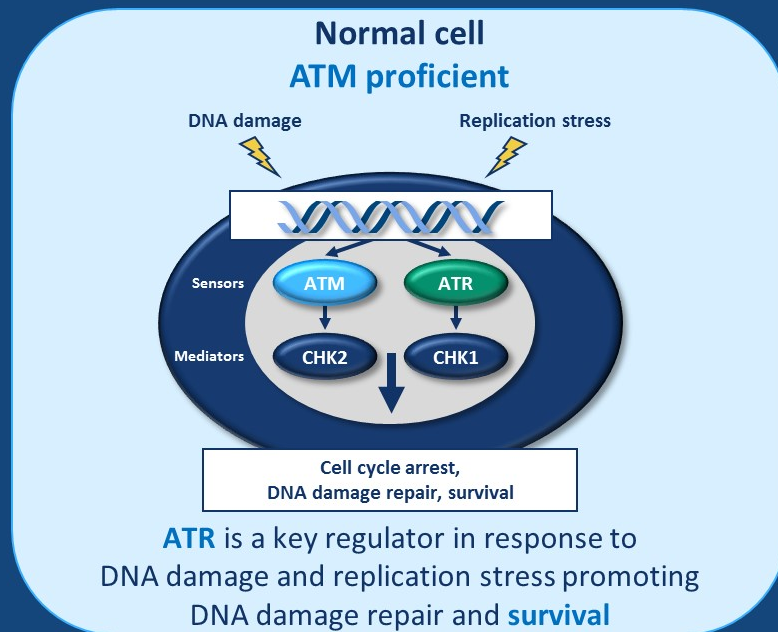 Normal cell
ATM proficient
DNA damage
Replication stress
Sensors
ATM
ATR
Mediators
CHK2
CHK1
Cell cycle arrest,
DNA damage repair, survival
ATR is a key regulator in response to
DNA damage and replication stress promoting
DNA damage repair and survival